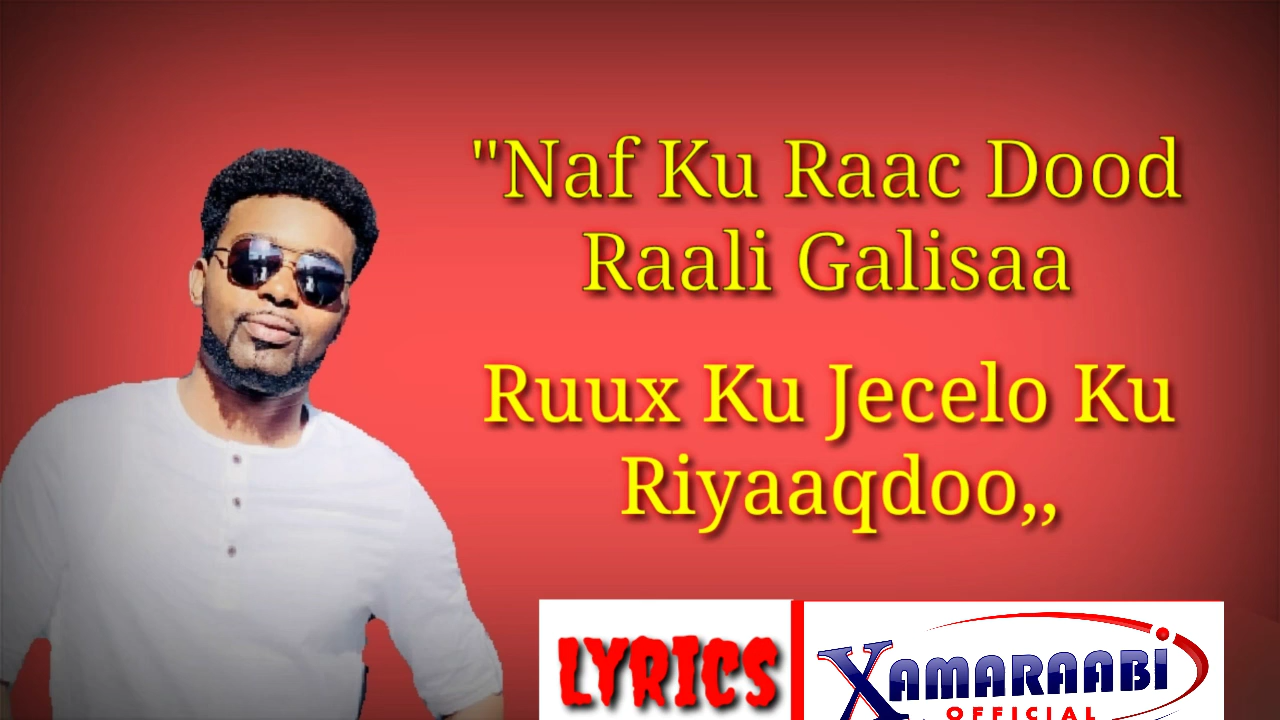 "Naf Ku Raac Dood
Raali Galisaa
Ruux Ku Jecelo Ku
Riyaaqdoo,,
LYRICS
XAMARAABI
OFFICIAL